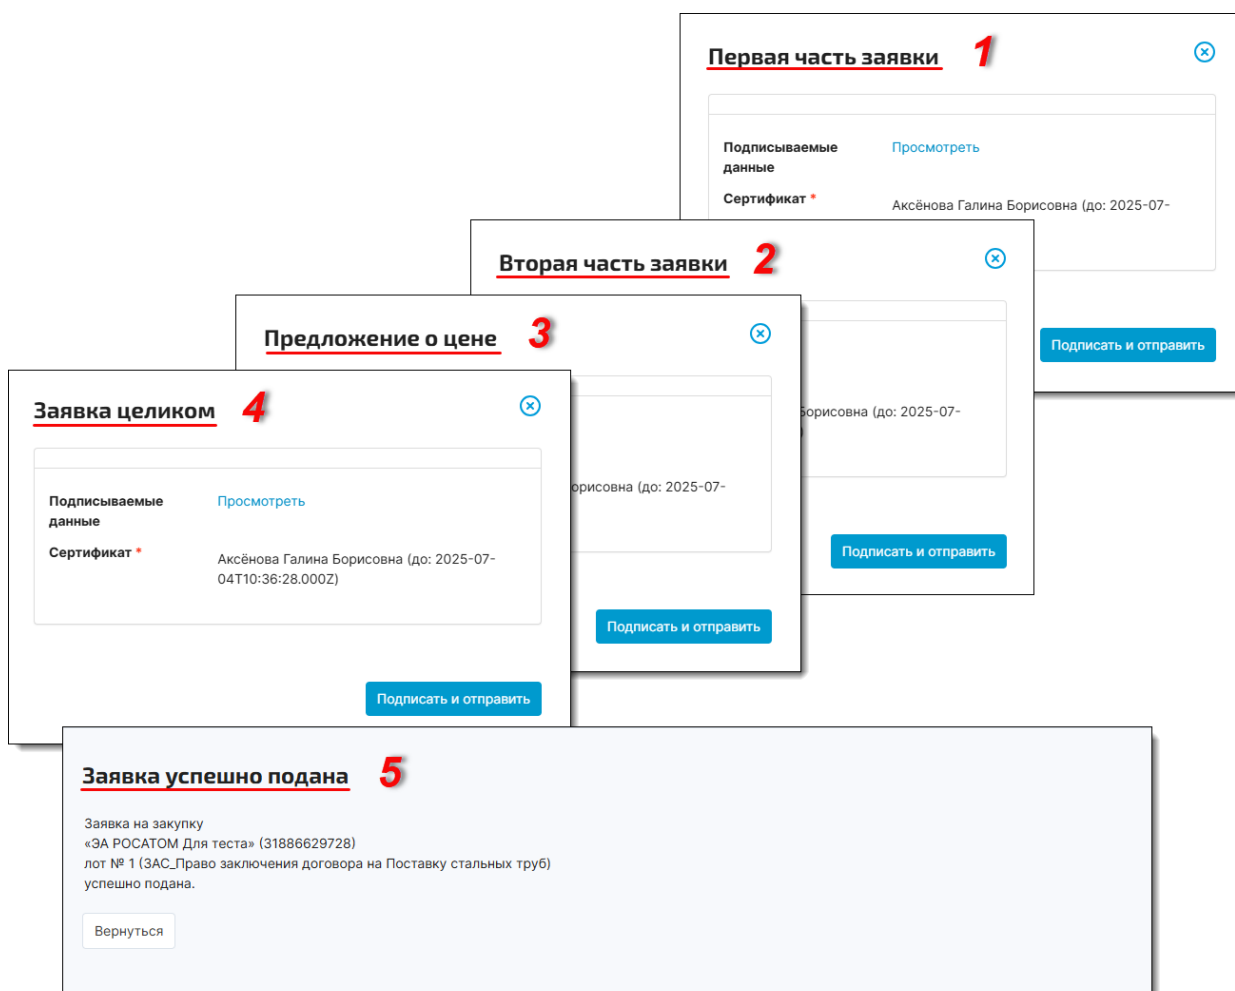 Первая часть заявки 1
Подписываемые данные
Просмотреть
Сертификат *
Аксёнова Галина Борисовна (до: 2025-07-
Подписать и отправить
Вторая часть заявки 2
Борисовна (до: 2025-07-
)
Подписать и отправить
Предложение о цене 3
орисовна (до: 2025-07-
Подписать и отправить
Заявка целиком 4
Подписываемые данные
Просмотреть
Сертификат *
Аксёнова Галина Борисовна (до: 2025-07-
04T10:36:28.000Z)
Подписать и отправить
Заявка успешно подана 5
Заявка на закупку
«ЭА РОСАТОМ Для теста» (31886629728)
лот № 1 (ЗАС_Право заключения договора на Поставку стальных труб)
успешно подана.
Вернуться